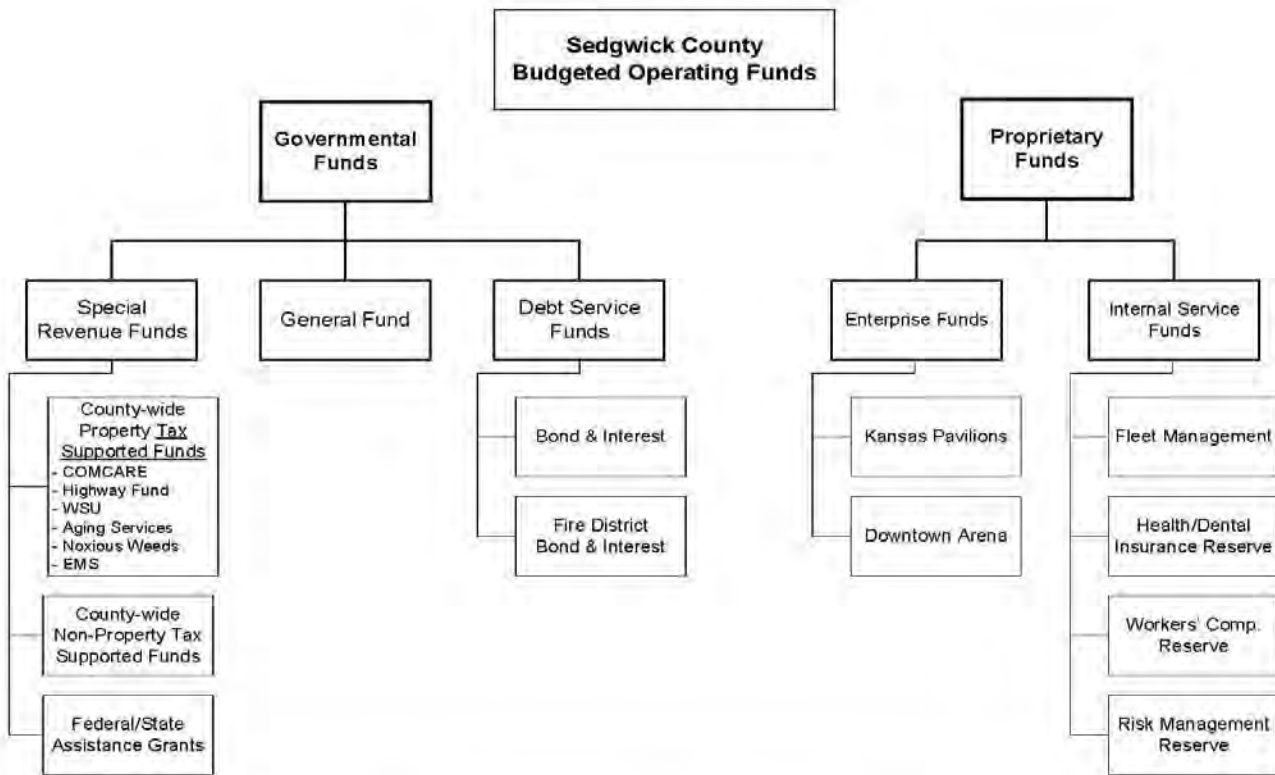 Sedgwick County
Budgeted Operating Funds
Governmental
Funds
Proprietary
Funds
Special
Revenue Funds
General Fund
Debt Service
Funds
Enterprise Funds
Internal Service
Funds
County-wide
Property Tax
Supported Funds
- COMCARE
- Highway Fund
- WSU
- Aging Services
- Noxious Weeds
- EMS
County-wide
Non-Property Tax
Supported Funds
Federal/State
Assistance Grants
Bond & Interest
Fire District
Bond & Interest
Kansas Pavilions
Downtown Arena
Fleet Management
Health/Dental
Insurance Reserve
Workers' Comp.
Reserve
Risk Management
Reserve